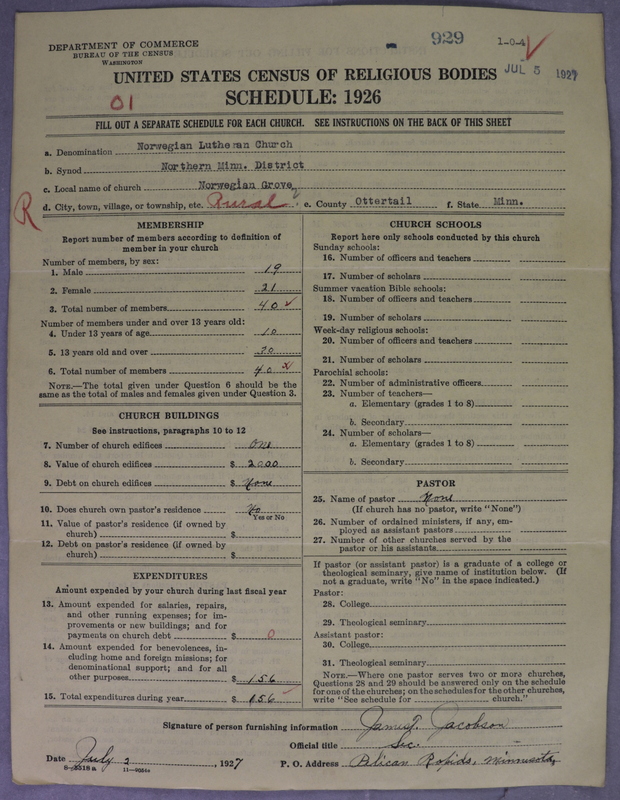 DEPARTMENT OF COMMERCE
BUREAU OF THE CENSUS
WASHINGTON
929
1-04
JUL 5 1927
UNITED STATES CENSUS OF RELIGIOUS BODIES
SCHEDULE: 1926
01
FILL OUT A SEPARATE SCHEDULE FOR EACH CHURCH. SEE INSTRUCTIONS ON THE BACK OF THIS SHEET
a. Denomination Norwegian Lutheran Church
b. Synod Northern Minn. District
c. Local name of church Norwegian Grove
R
d. City, town, village, or township, etc. Rural e. County Ottertail f. State Minn.
MEMBERSHIP
Report number of members according to definition of
member in your church
Number of members, by sex:
1. Male 19
2. Female 21
3. Total number of members 40
Number of members under and over 13 years old:
4. Under 13 years of age 10
5. 13 years old and over 30
6. Total number of members 40
NOTE.—The total given under Question 6 should be the
same as the total of males and females given under Question 3.
CHURCH BUILDINGS
See instructions, paragraphs 10 to 12
7. Number of church edifices One
8. Value of church edifices $ 2000
9. Debt on church edifices $ None
10. Does church own pastor's residence No
Yes or No
11. Value of pastor's residence (if owned by
church) $
12. Debt on pastor's residence (if owned by
church) $
EXPENDITURES
Amount expended by your church during last fiscal year
13. Amount expended for salaries, repairs,
and other running expenses; for im-
provements or new buildings; and for
payments on church debt $ 0
14. Amount expended for benevolences, in-
cluding home and foreign missions; for
denominational support; and for all
other purposes $ 156
15. Total expenditures during year $ 156
CHURCH SCHOOLS
Report here only schools conducted by this church
Sunday schools:
16. Number of officers and teachers
17. Number of scholars
Summer vacation Bible schools:
18. Number of officers and teachers
19. Number of scholars
Week-day religious schools:
20. Number of officers and teachers
21. Number of scholars
Parochial schools:
22. Number of administrative officers
23. Number of teachers—
a. Elementary (grades 1 to 8)
b. Secondary
24. Number of scholars—
a. Elementary (grades 1 to 8)
b. Secondary
PASTOR
25. Name of pastor None
(If church has no pastor, write "None")
26. Number of ordained ministers, if any, em-
ployed as assistant pastors
27. Number of other churches served by the
pastor or his assistants
If pastor (or assistant pastor) is a graduate of a college or
theological seminary, give name of institution below. (If
not a graduate, write "No" in the space indicated.)
Pastor:
28. College
29. Theological seminary
Assistant pastor:
30. College
31. Theological seminary
NOTE.—Where one pastor serves two or more churches,
Questions 28 and 29 should be answered only on the schedule
for one of the churches; on the schedules for the other churches,
write "See schedule for church."
Signature of person furnishing information James T. Jacobson
Official title Sec.
Date July 2, 1927 P. O. Address Pelican Rapids, Minnesota,
8-3318 a 11-9084a